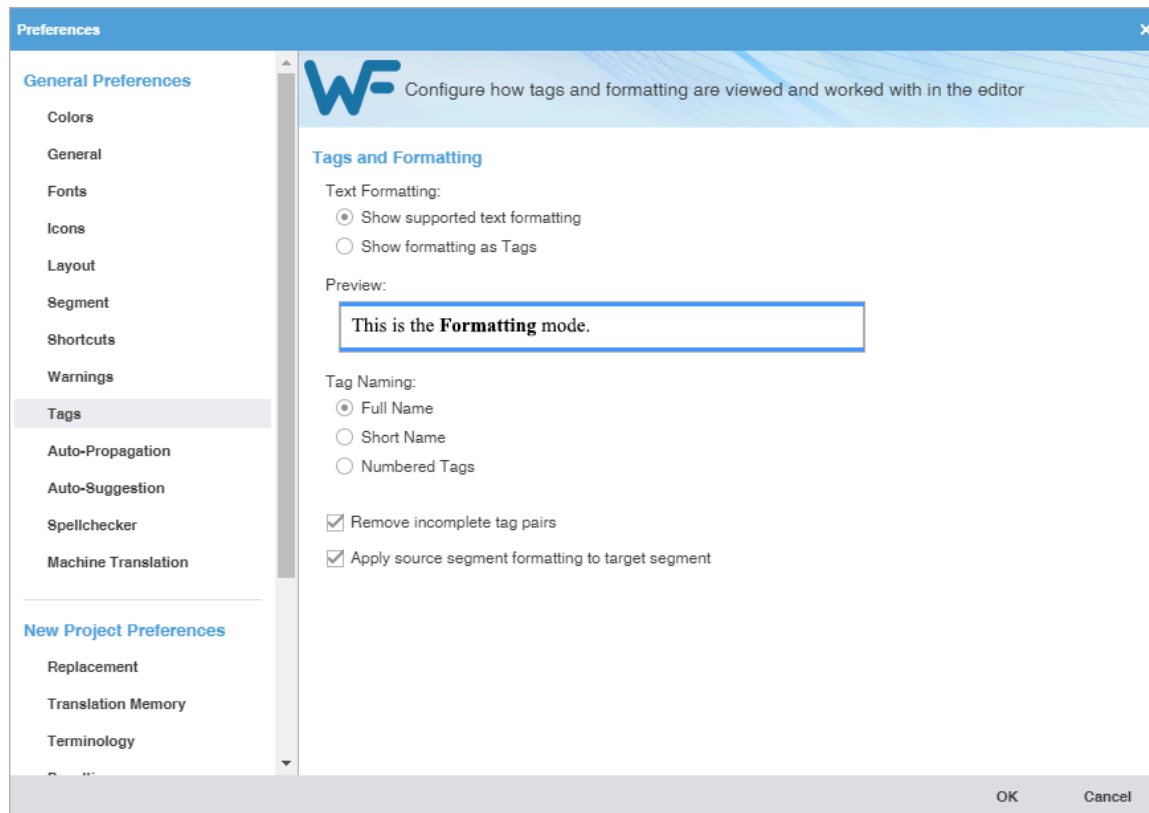 Preferences
General Preferences
Colors
General
Fonts
Icons
Layout
Segment
Shortcuts
Warnings
Tags
Auto-Propagation
Auto-Suggestion
Spellchecker
Machine Translation
New Project Preferences
Replacement
Translation Memory
Terminology
WF
Configure how tags and formatting are viewed and worked with in the editor
Tags and Formatting
Text Formatting:
Show supported text formatting
Show formatting as Tags
Preview:
This is the Formatting mode.
Tag Naming:
Full Name
Short Name
Numbered Tags
Remove incomplete tag pairs
Apply source segment formatting to target segment
OK Cancel